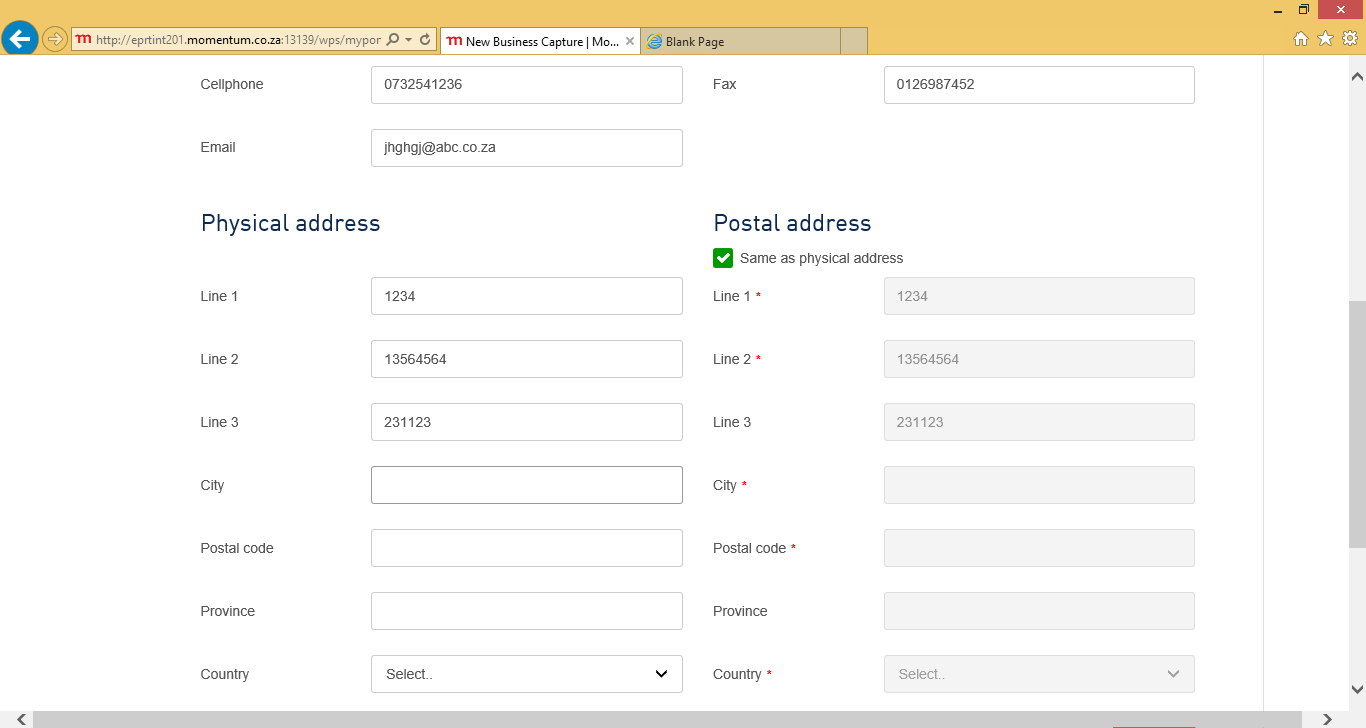 http://eprtint201.momentum.co.za:13139/wps/mypor
m New Business Capture | Mo...
Blank Page
Cellphone 0732541236 Fax 0126987452
Email jhghgj@abc.co.za
Physical address Postal address
Same as physical address
Line 1 1234 Line 1 * 1234
Line 2 13564564 Line 2 * 13564564
Line 3 231123 Line 3 231123
City City *
Postal code Postal code *
Province Province
Country Select.. Country * Select..